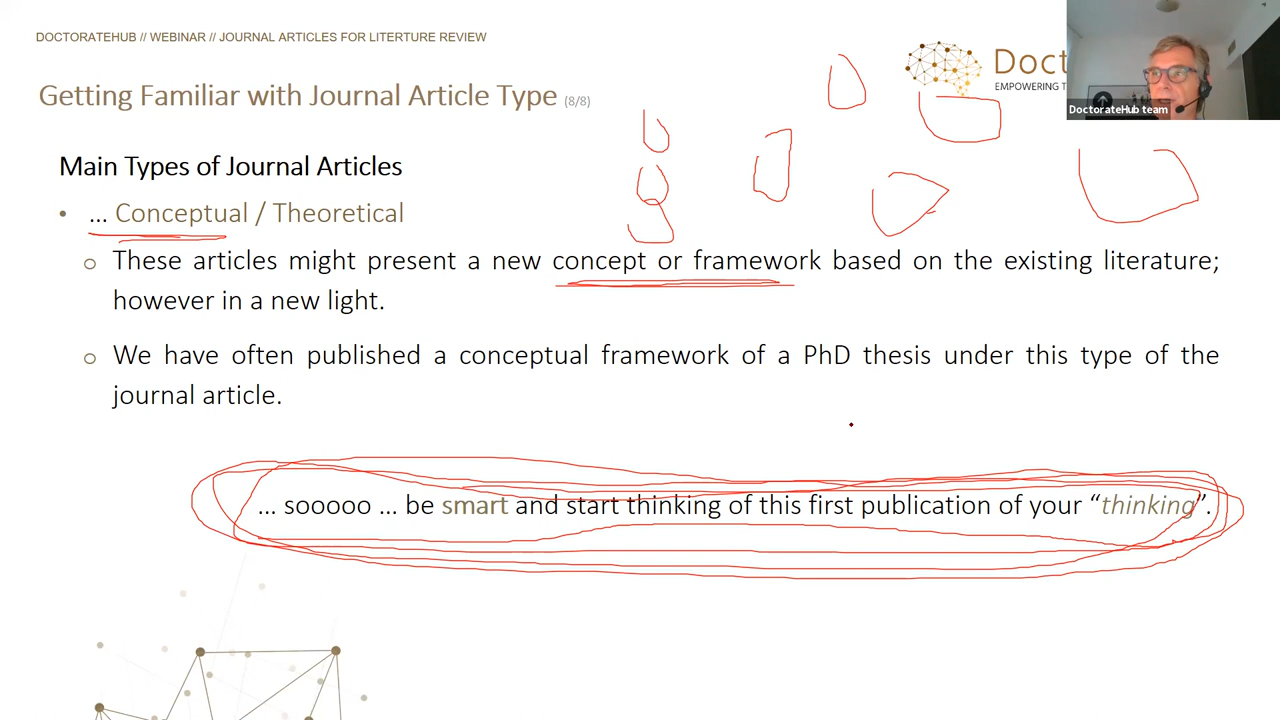 DOCTORATEHUB // WEBINAR // JOURNAL ARTICLES FOR LITERTURE REVIEW
Doct
EMPOWERING T
DoctorateHub team
Getting Familiar with Journal Article Type (8/8)
Main Types of Journal Articles
• ... Conceptual / Theoretical
o These articles might present a new concept or framework based on the existing literature;
however in a new light.
o We have often published a conceptual framework of a PhD thesis under this type of the
journal article.
... sooooo ... be smart and start thinking of this first publication of your “thinking”.